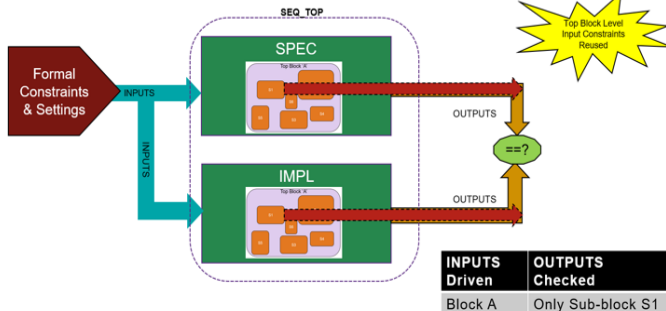 SEQ_TOP
Top Block Level
Input Constraints
Reused
Formal
Constraints
& Settings
INPUTS
INPUTS
SPEC
Top Block 'A'
S1
OUTPUTS
==?
IMPL
Top Block 'A'
S1
OUTPUTS
INPUTS
Driven
OUTPUTS
Checked
Block A
Only Sub-block S1